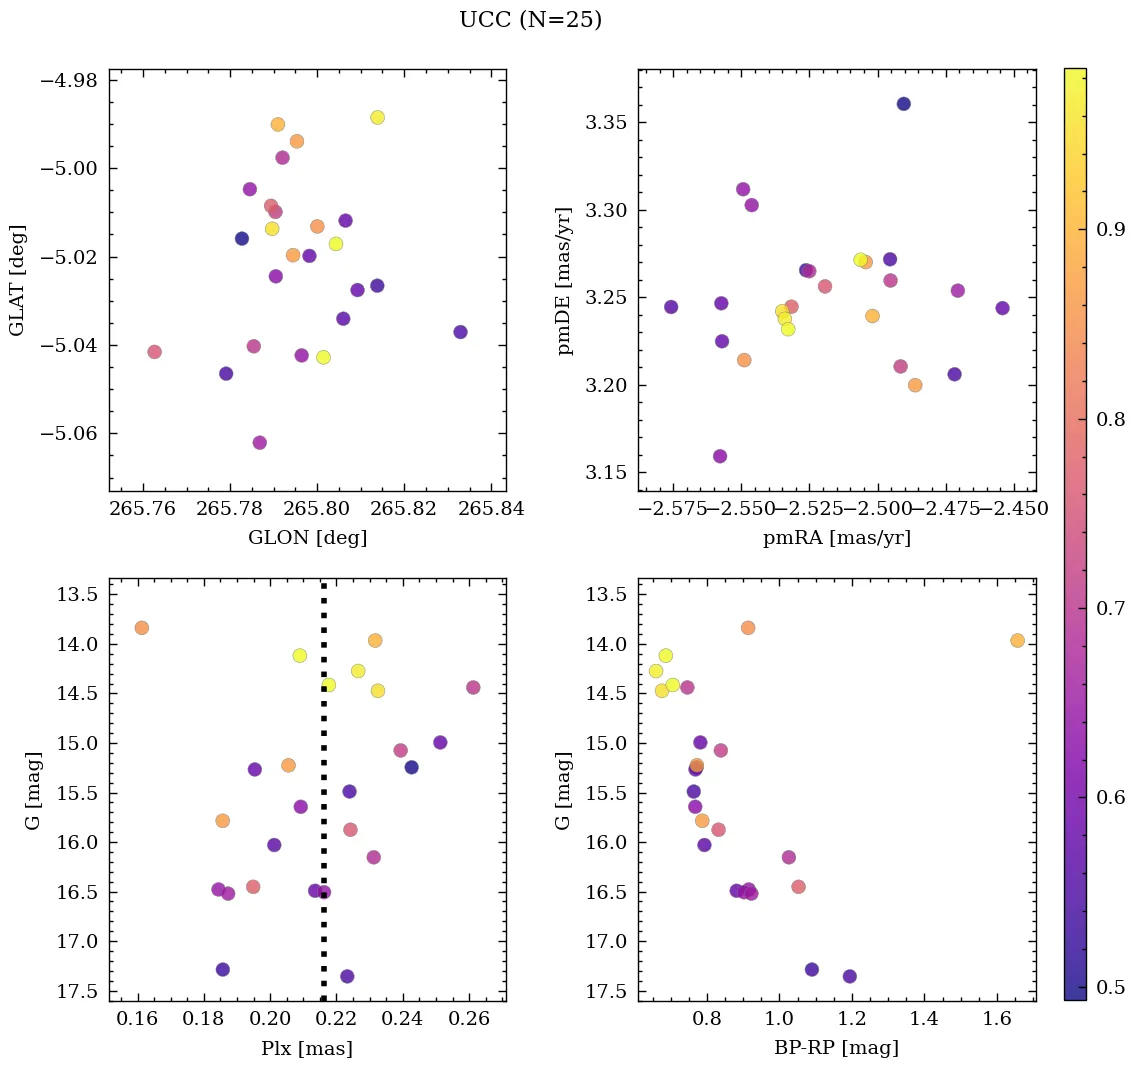 UCC (N=25)
−4.98
−5.00
−5.02
−5.04
−5.06
GLAT [deg]
265.76 265.78 265.80 265.82 265.84
GLON [deg]
3.35
3.30
3.25
3.20
3.15
pmDE [mas/yr]
−2.575 −2.550 −2.525 −2.500 −2.475 −2.450
pmRA [mas/yr]
13.5
14.0
14.5
15.0
15.5
16.0
16.5
17.0
17.5
G [mag]
0.16 0.18 0.20 0.22 0.24 0.26
Plx [mas]
13.5
14.0
14.5
15.0
15.5
16.0
16.5
17.0
17.5
G [mag]
0.8 1.0 1.2 1.4 1.6
BP-RP [mag]
0.9
0.8
0.7
0.6
0.5